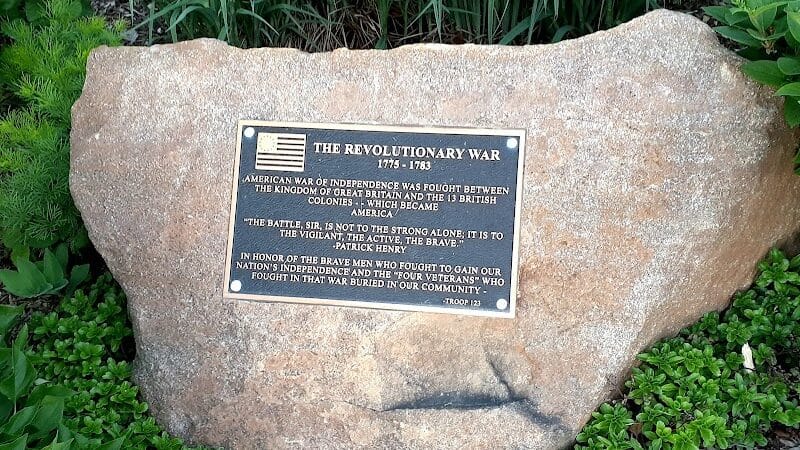 THE REVOLUTIONARY WAR
1775 - 1783
AMERICAN WAR OF INDEPENDENCE WAS FOUGHT BETWEEN
THE KINGDOM OF GREAT BRITAIN AND THE 13 BRITISH
COLONIES - - WHICH BECAME
AMERICA
"THE BATTLE, SIR, IS NOT TO THE STRONG ALONE; IT IS TO
THE VIGILANT, THE ACTIVE, THE BRAVE."
-PATRICK HENRY
IN HONOR OF THE BRAVE MEN WHO FOUGHT TO GAIN OUR
NATION'S INDEPENDENCE AND THE "FOUR VETERANS" WHO
FOUGHT IN THAT WAR BURIED IN OUR COMMUNITY -
-TROOP 123